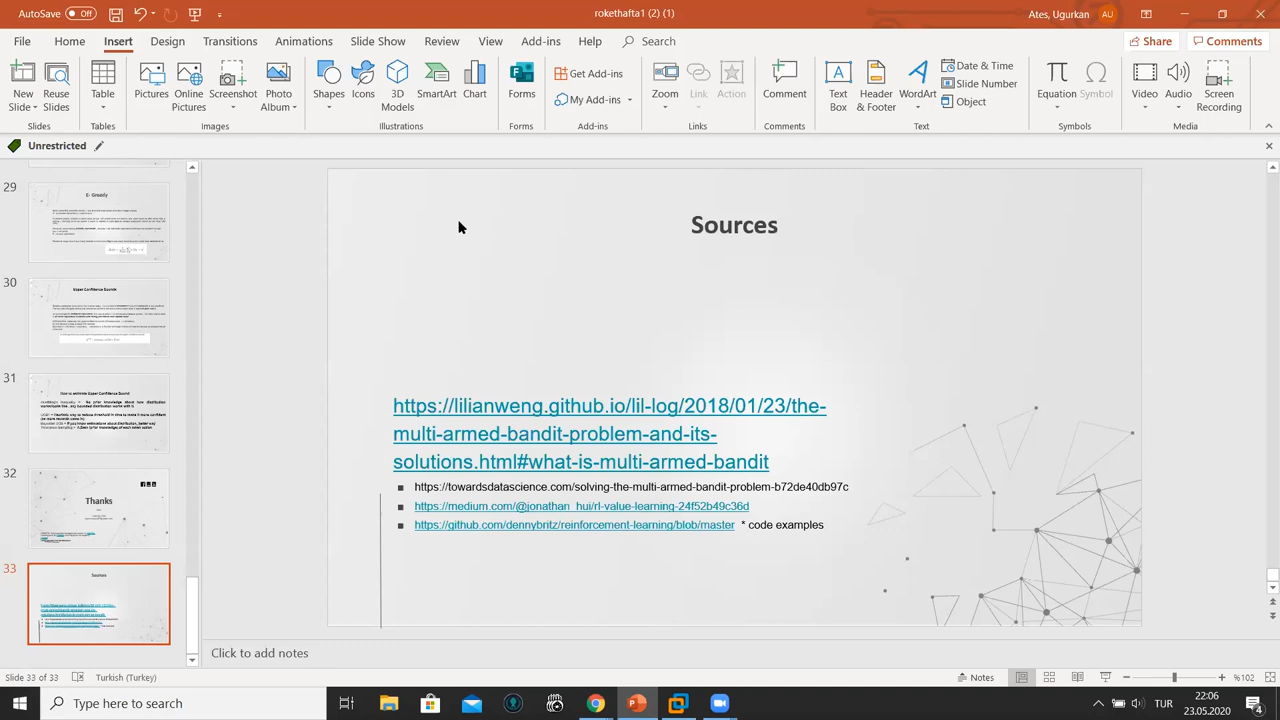 AutoSave Off
rokethafta1 (2) (1)
Ates, Ugurkan AU
File Home Insert Design Transitions Animations Slide Show Review View Add-ins Help Search Share Comments
New Slide
Reuse Slides
Table
Pictures
Online Pictures
Screenshot
Photo Album
Shapes
Icons
3D Models
SmartArt
Chart
Forms
Get Add-ins
My Add-ins
Zoom
Link
Action
Comment
Text Box
Header & Footer
WordArt
Date & Time
Slide Number
Object
Equation
Symbol
Video
Audio
Screen Recording
Slides Tables Images Illustrations Forms Add-ins Links Comments Text Symbols Media
Unrestricted
29
E- Greedy
30
Upper Confidence Bounds
31
How to estimate Upper Confidence Bound
32
Thanks
33
Sources
Sources
https://lilianweng.github.io/lil-log/2018/01/23/the-
multi-armed-bandit-problem-and-its-
solutions.html#what-is-multi-armed-bandit
https://towardsdatascience.com/solving-the-multi-armed-bandit-problem-b72de40db97c
https://medium.com/@jonathan_hui/rl-value-learning-24f52b49c36d
https://github.com/dennybritz/reinforcement-learning/blob/master * code examples
Click to add notes
Slide 33 of 33 Turkish (Turkey) Notes %102
Type here to search
TUR
22:06
23.05.2020
4